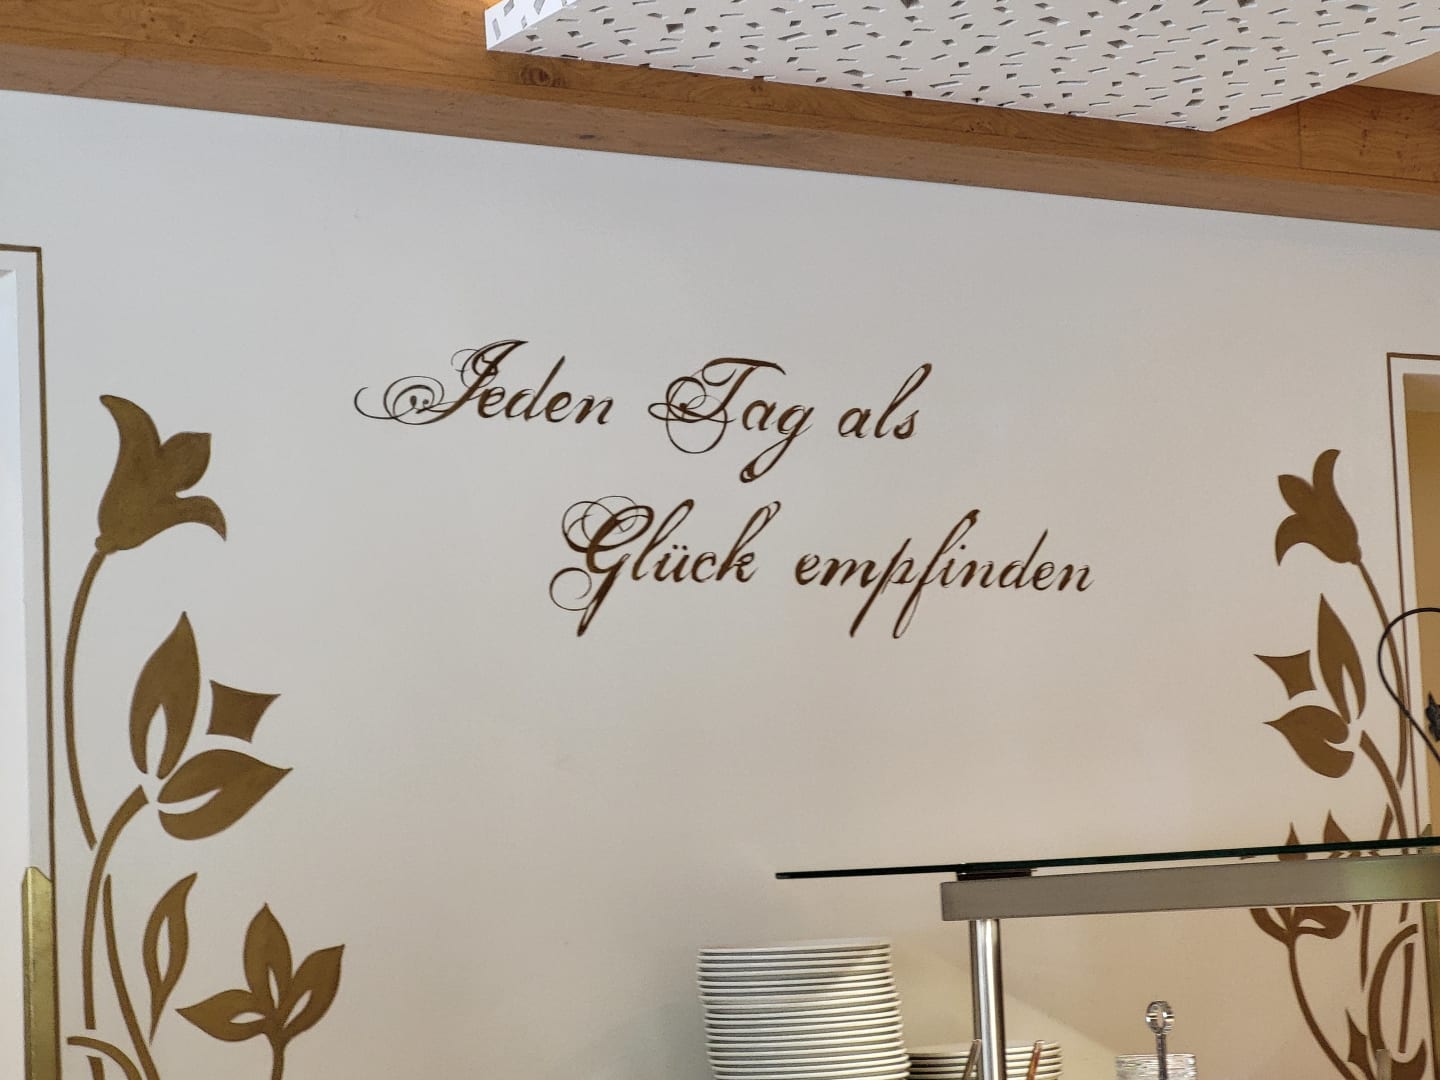 Jeden Tag als
Glück empfinden